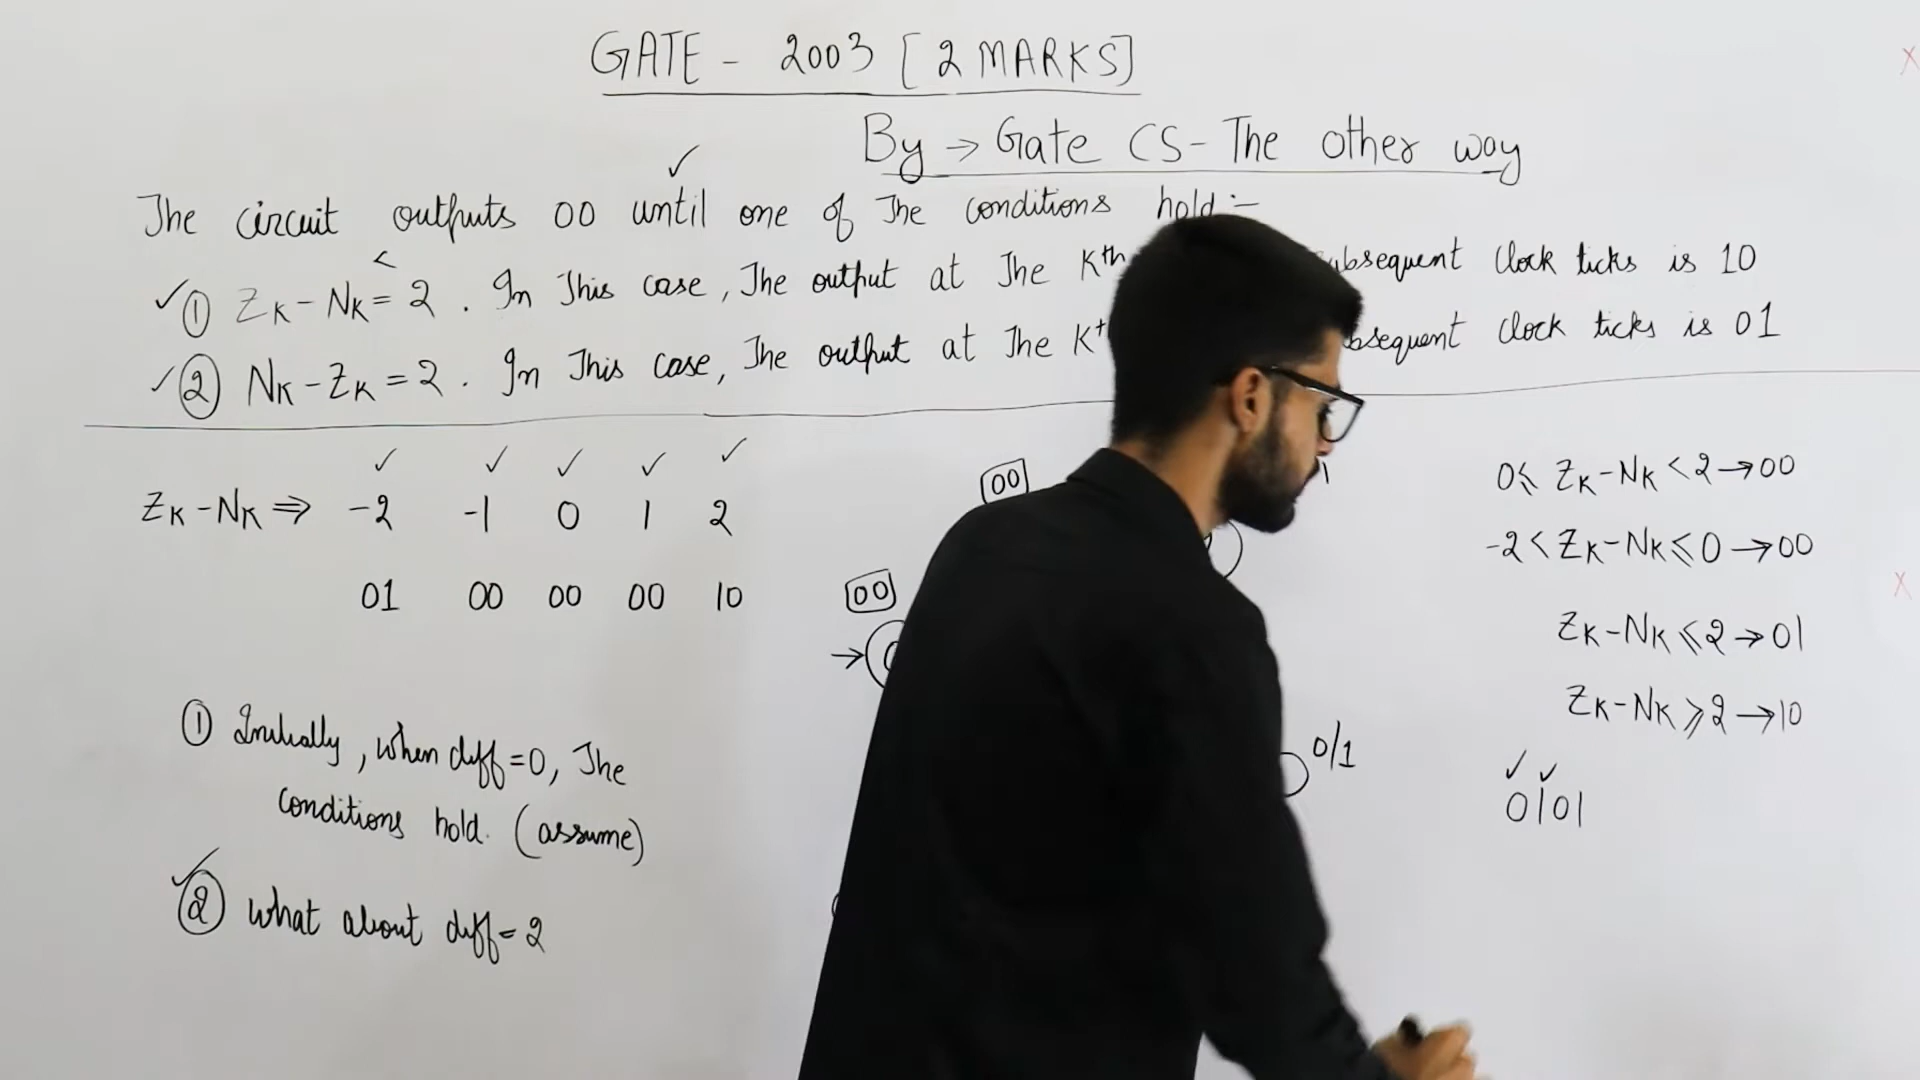 GATE - 2003 [2 MARKS]
By → Gate CS - The other way
✓
The circuit outputs 00 until one of The conditions hold :-
<
✓ ① ZK - NK = 2 . In This case, The output at The Kth subsequent clock ticks is 10
✓ ② NK - ZK = 2 . In This case, The output at The Kt bsequent clock ticks is 01
✓ ✓ ✓ ✓ ✓
ZK - NK ⇒ -2 -1 0 1 2
01 00 00 00 10
① Initially, when diff = 0, The
conditions hold. (assume)
✓ ② what about diff = 2
00
00
→
0/1
0 ≤ ZK - NK < 2 → 00
-2 < ZK - NK ≤ 0 → 00
ZK - NK ≤ 2 → 01
ZK - NK ≥ 2 → 10
✓ ✓
0101
X
X